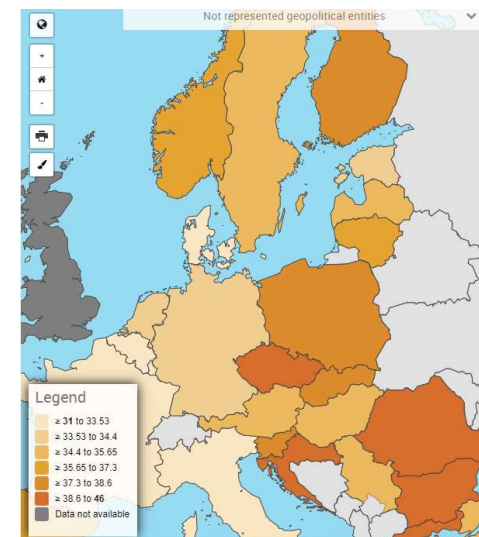 Not represented geopolitical entities
+
-
Legend
≥ 31 to 33.53
≥ 33.53 to 34.4
≥ 34.4 to 35.65
≥ 35.65 to 37.3
≥ 37.3 to 38.6
≥ 38.6 to 46
Data not available